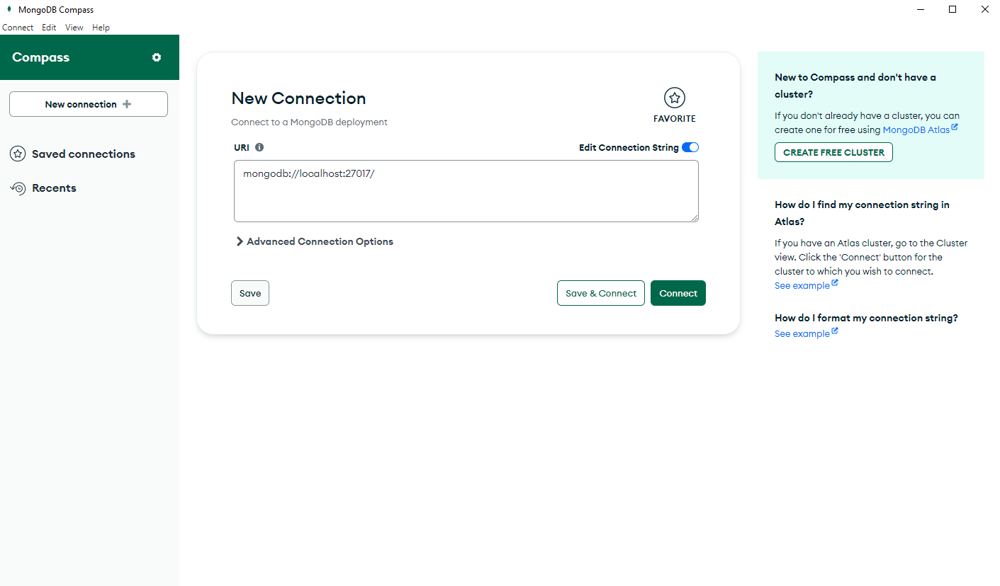 MongoDB Compass
Connect Edit View Help
Compass
New connection
Saved connections
Recents
New Connection
Connect to a MongoDB deployment
FAVORITE
URI
Edit Connection String
mongodb://localhost:27017/
Advanced Connection Options
Save
Save & Connect
Connect
New to Compass and don't have a
cluster?
If you don't already have a cluster, you can
create one for free using MongoDB Atlas
CREATE FREE CLUSTER
How do I find my connection string in
Atlas?
If you have an Atlas cluster, go to the Cluster
view. Click the 'Connect' button for the
cluster to which you wish to connect.
See example
How do I format my connection string?
See example